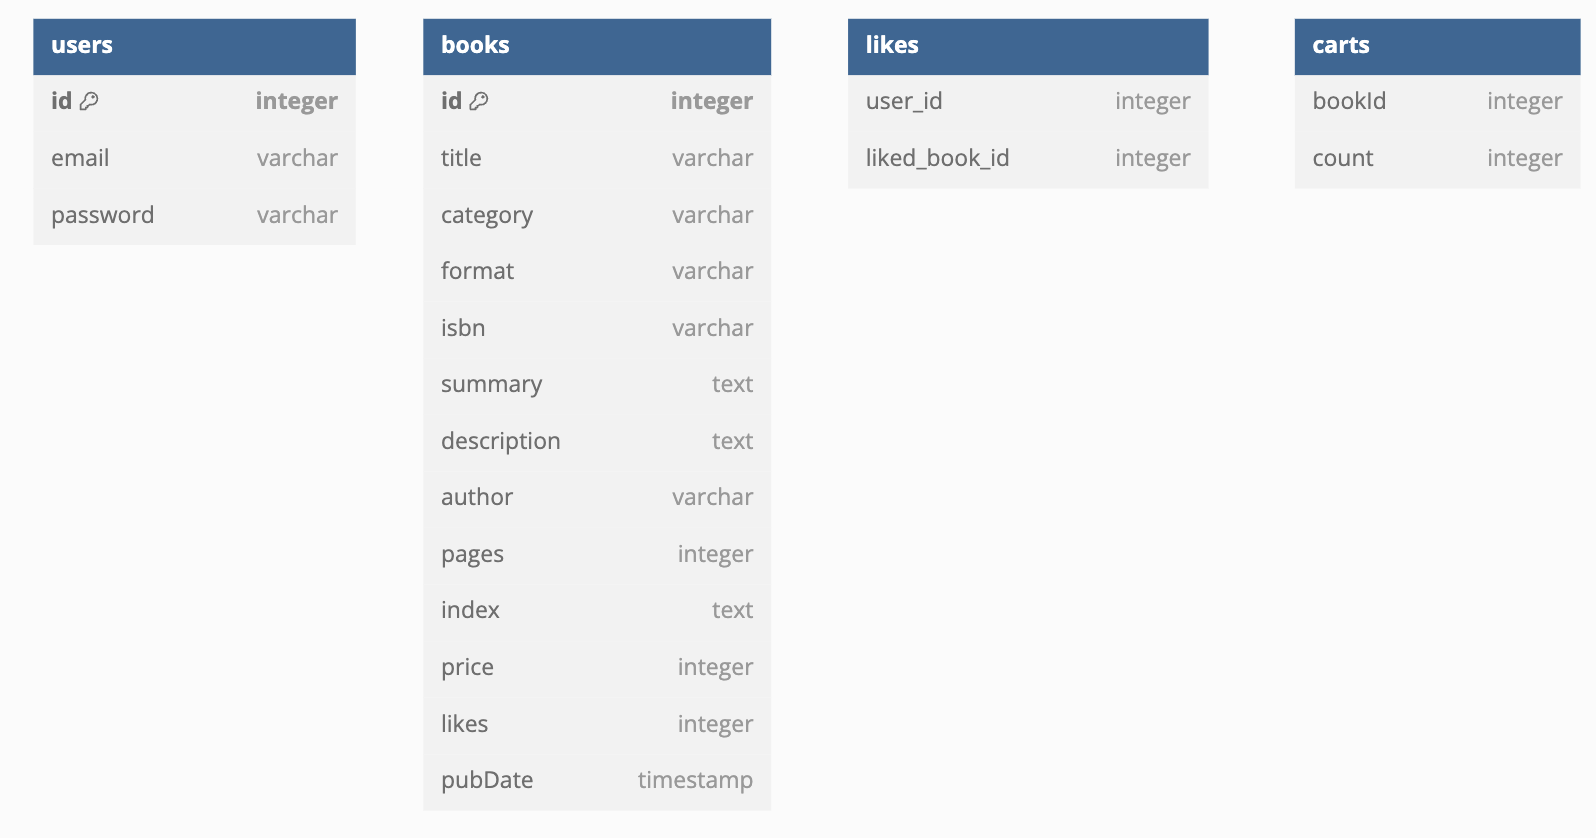 users
id integer
email varchar
password varchar
books
id integer
title varchar
category varchar
format varchar
isbn varchar
summary text
description text
author varchar
pages integer
index text
price integer
likes integer
pubDate timestamp
likes
user_id integer
liked_book_id integer
carts
bookId integer
count integer